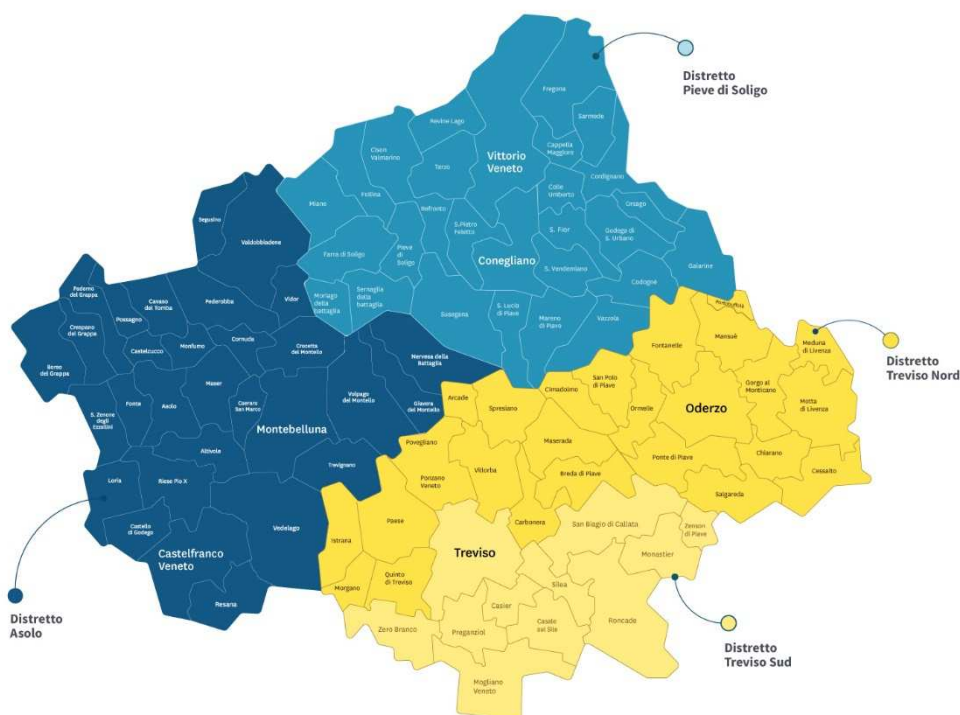 Distretto
Pieve di Soligo
Fregona
Sarmede
Revine Lago
Cappella
Maggiore
Cison
Valmarino
Tarzo
Vittorio
Veneto
Cordignano
Colle
Umberto
Follina
Miane
Refronto
Orsago
S.Pietro
Feletto
S. Fior
Godega di
S. Urbano
Farra di Soligo
Pieve
di
Soligo
Conegliano
S. Vendemiano
Gaiarine
Codognè
Moriago
della
battaglia
Sernaglia
della
battaglia
Susegana
S. Lucia
di Piave
Mareno
di Piave
Vazzola
Segusino
Valdobbiadene
Paderno
del Grappa
Cavaso
del Tomba
Pederobba
Vidor
Possagno
Crespano
del Grappa
Castelcucco
Monfumo
Cornuda
Crocetta
del Montello
Nervesa della
Battaglia
Borso
del Grappa
Maser
Fonte
Asolo
Caerano
San Marco
Volpago
del Montello
Giavera
del Montello
S. Zenone
degli
Ezzelini
Montebelluna
Altivole
Trevignano
Loria
Riese Pio X
Castello
di Godego
Vedelago
Castelfranco
Veneto
Resana
Distretto
Asolo
Fontanelle
Mansuè
Meduna
di Livenza
Distretto
Treviso Nord
Cimadolmo
San Polo
di Piave
Gorgo al
Monticano
Arcade
Spresiano
Ormelle
Oderzo
Motta
di Livenza
Povegliano
Maserada
Chiarano
Ponzano
Veneto
Villorba
Breda di Piave
Ponte di Piave
Cessalto
Salgareda
Istrana
Paese
Carbonera
Morgano
Quinto
di Treviso
Treviso
San Biagio di Callata
Zenson
di Piave
Monastier
Silea
Casier
Zero Branco
Preganziol
Casale
sul Sile
Roncade
Mogliano
Veneto
Distretto
Treviso Sud